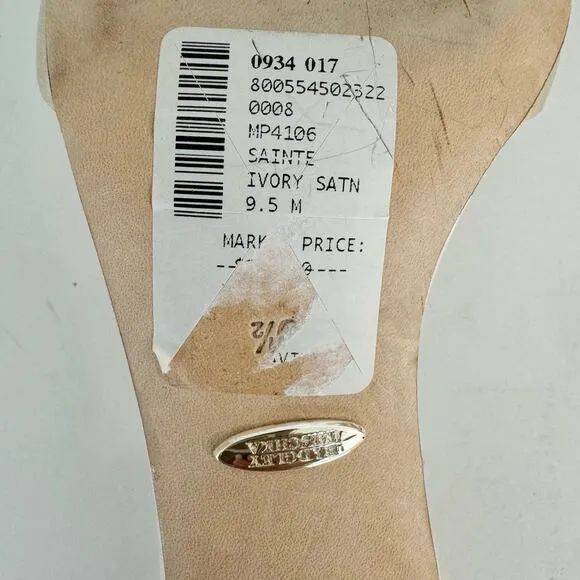 0934 017
800554502322
0008
MP4106
SAINTE
IVORY SATN
9.5 M
MARK PRICE:
BADGLEY
MISCHKA